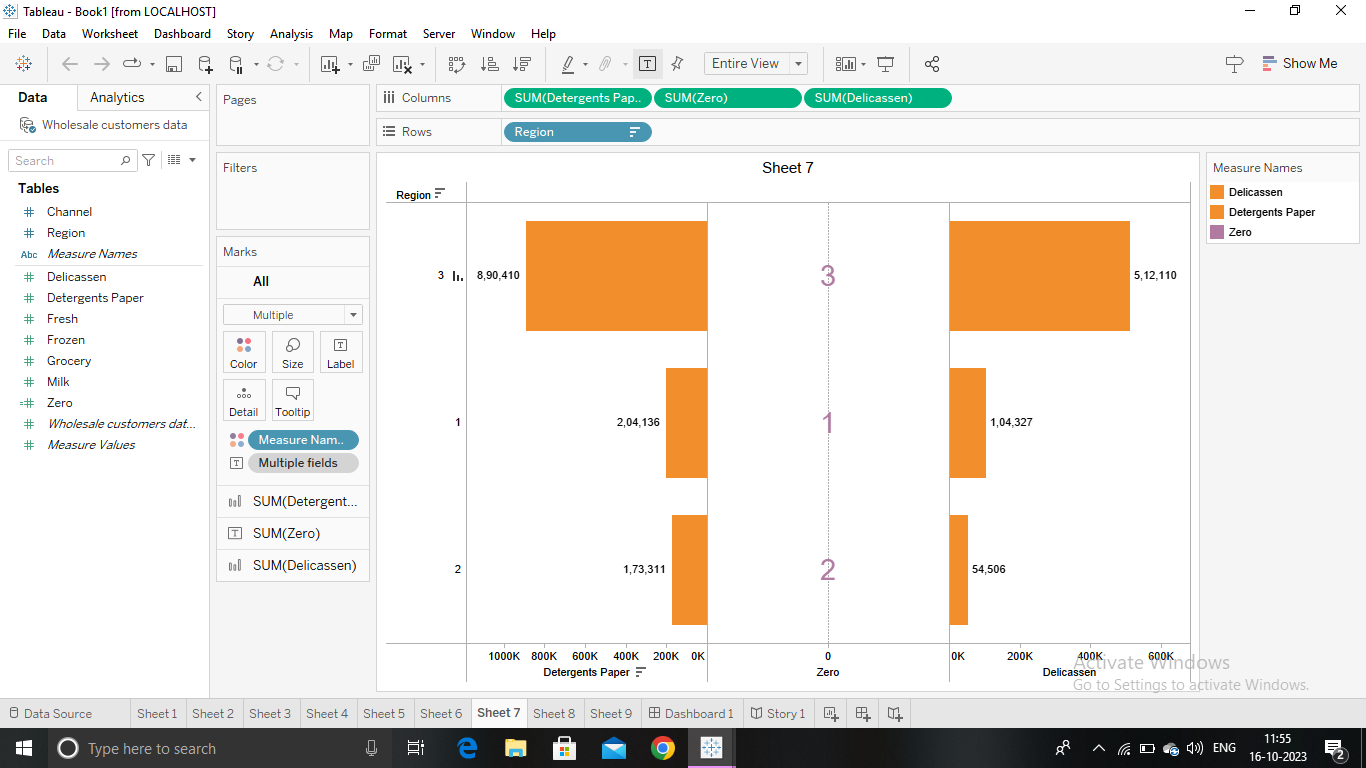 Tableau - Book1 [from LOCALHOST]
File Data Worksheet Dashboard Story Analysis Map Format Server Window Help
Entire View
Show Me
Data Analytics
Wholesale customers data
Search
Tables
Channel
Region
Abc Measure Names
Delicassen
Detergents Paper
Fresh
Frozen
Grocery
Milk
Zero
Wholesale customers dat...
Measure Values
Pages
Filters
Marks
All
Multiple
Color Size Label
Detail Tooltip
Measure Nam..
Multiple fields
SUM(Detergent...
SUM(Zero)
SUM(Delicassen)
Columns SUM(Detergents Pap.. SUM(Zero) SUM(Delicassen)
Rows Region
Sheet 7
Region
3 8,90,410 3 5,12,110
1 2,04,136 1 1,04,327
2 1,73,311 2 54,506
1000K 800K 600K 400K 200K 0K 0 0K 200K 400K 600K
Detergents Paper Zero Delicassen
Measure Names
Delicassen
Detergents Paper
Zero
Activate Windows
Go to Settings to activate Windows.
Data Source Sheet 1 Sheet 2 Sheet 3 Sheet 4 Sheet 5 Sheet 6 Sheet 7 Sheet 8 Sheet 9 Dashboard 1 Story 1
Type here to search
ENG
11:55
16-10-2023
2